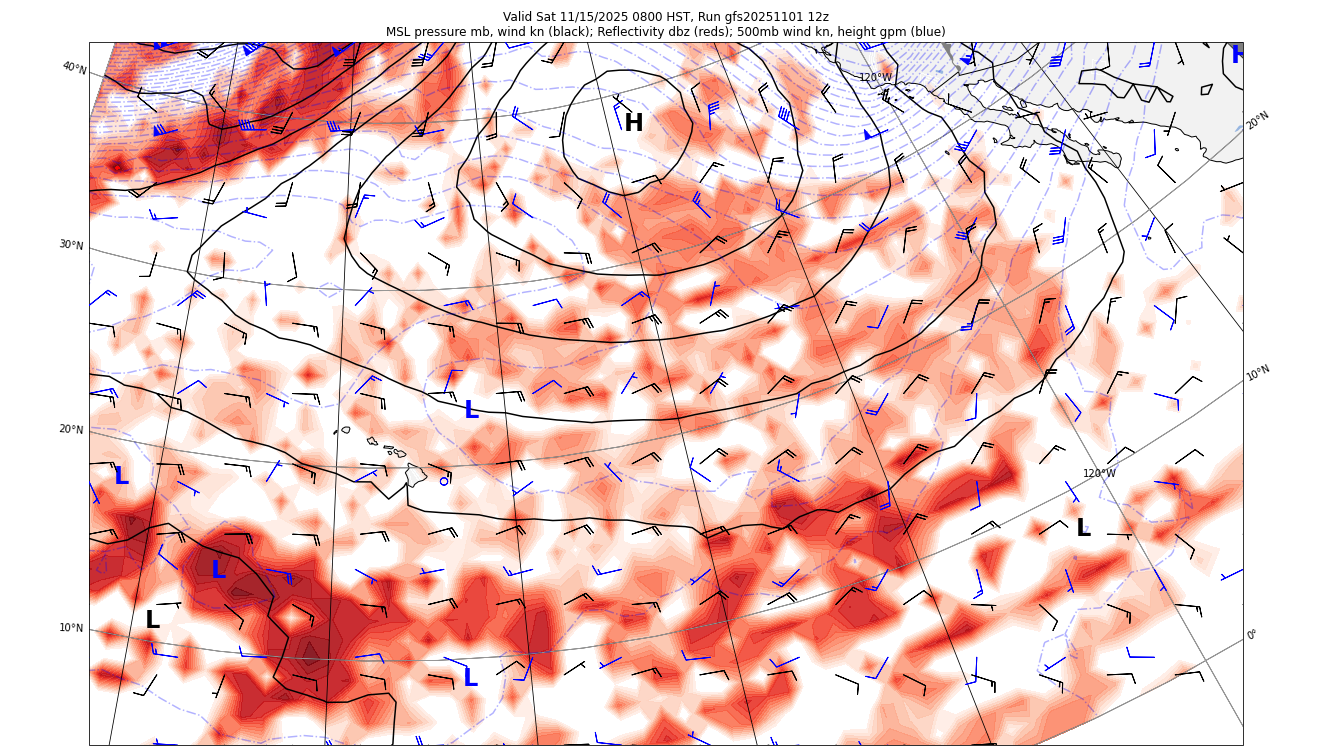 Valid Sat 11/15/2025 0800 HST, Run gfs20251101 12z
MSL pressure mb, wind kn (black); Reflectivity dbz (reds); 500mb wind kn, height gpm (blue)
H
40°N
120°W
H
20°N
30°N
10°N
L
20°N
L
120°W
L
L
L
10°N
0°
L